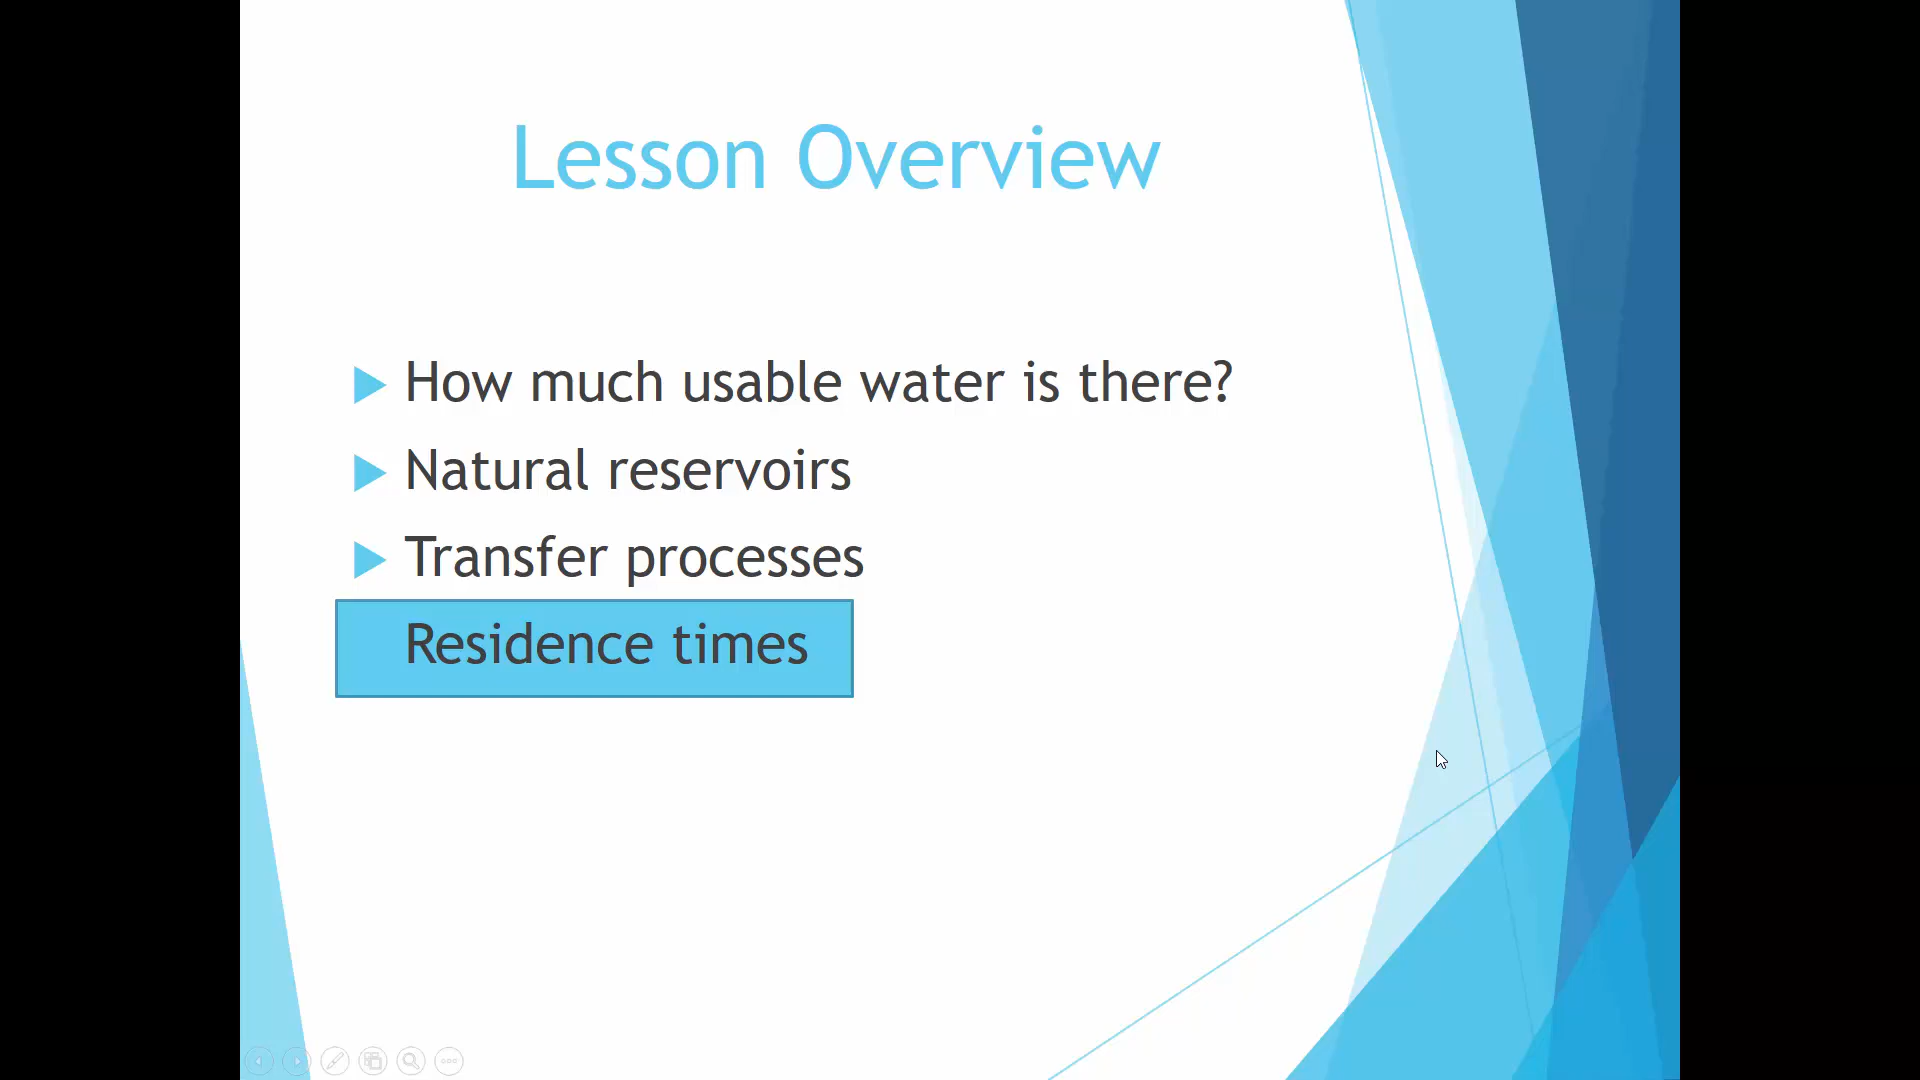 Lesson Overview
How much usable water is there?
Natural reservoirs
Transfer processes
Residence times